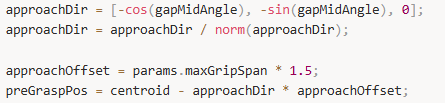 approachDir = [-cos(gapMidAngle), -sin(gapMidAngle), 0];
approachDir = approachDir / norm(approachDir);
approachOffset = params.maxGripSpan * 1.5;
preGraspPos = centroid - approachDir * approachOffset;